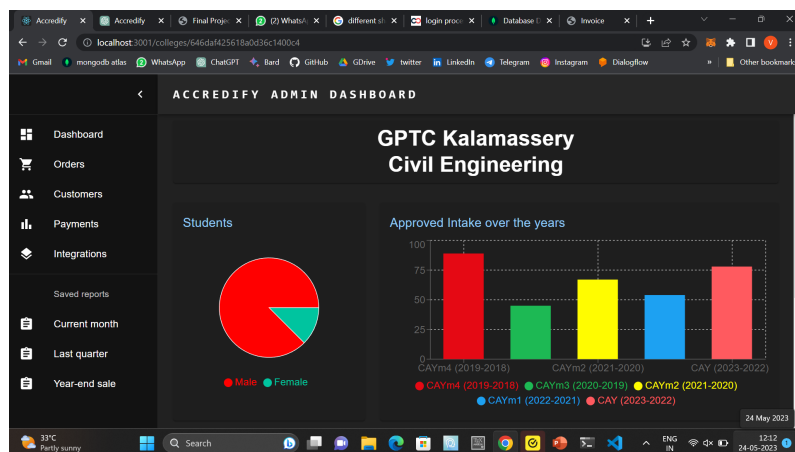 Accredify
Accredify
Final Projec
(2) WhatsA
different sl
login proce
Database D
Invoice
localhost:3001/colleges/646daf425618a0d36c1400c4
Gmail
mongodb atlas
WhatsApp
ChatGPT
Bard
GitHub
GDrive
twitter
LinkedIn
Telegram
Instagram
Dialogflow
»
Other bookmark
ACCREDIFY ADMIN DASHBOARD
Dashboard
Orders
Customers
Payments
Integrations
Saved reports
Current month
Last quarter
Year-end sale
GPTC Kalamassery
Civil Engineering
Students
Male
Female
Approved Intake over the years
100
75
50
25
0
CAYm4 (2019-2018)
CAYm2 (2021-2020)
CAY (2023-2022)
CAYm4 (2019-2018)
CAYm3 (2020-2019)
CAYm2 (2021-2020)
CAYm1 (2022-2021)
CAY (2023-2022)
24 May 2023
33°C
Partly sunny
Search
ENG
IN
12:12
24-05-2023